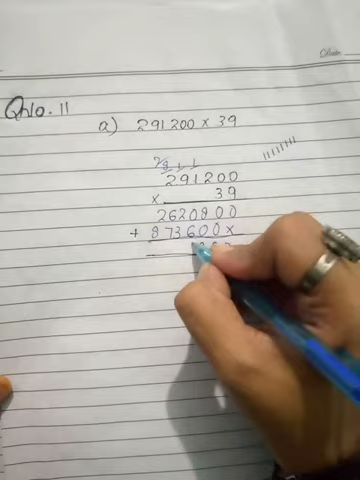 Date
QNo. 11
a) 291200 x 39
291200
x 39
2620800
+ 873600x